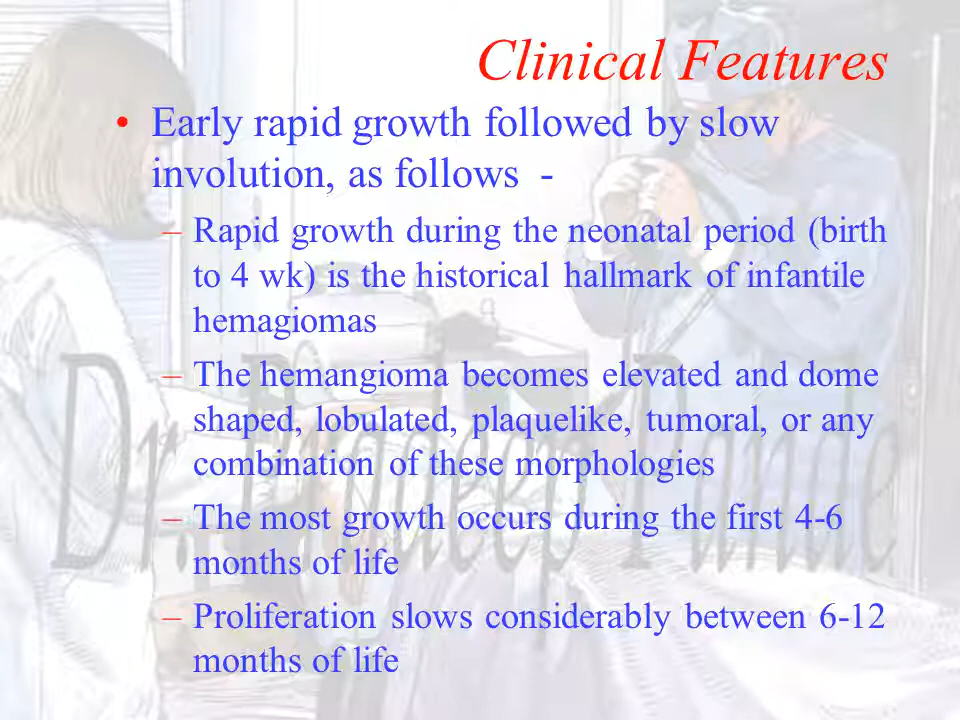 Clinical Features
• Early rapid growth followed by slow
involution, as follows -
– Rapid growth during the neonatal period (birth
to 4 wk) is the historical hallmark of infantile
hemagiomas
– The hemangioma becomes elevated and dome
shaped, lobulated, plaquelike, tumoral, or any
combination of these morphologies
– The most growth occurs during the first 4-6
months of life
– Proliferation slows considerably between 6-12
months of life